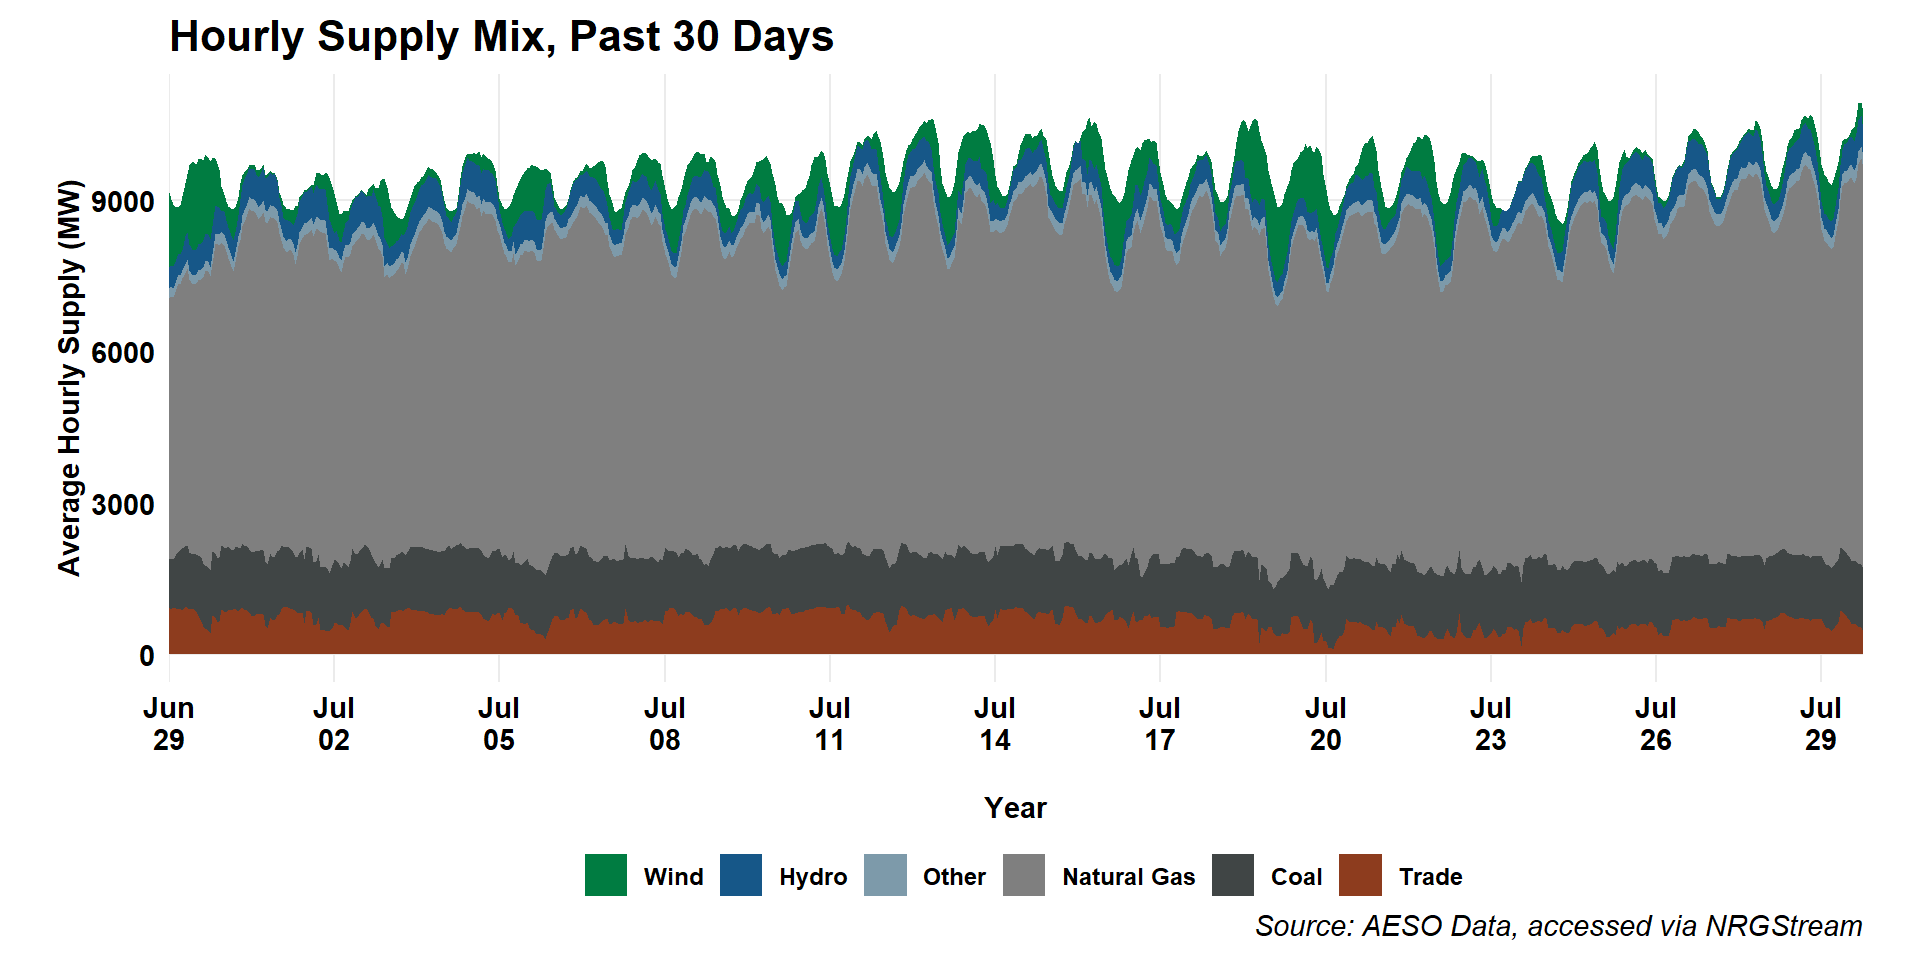 Hourly Supply Mix, Past 30 Days
Average Hourly Supply (MW)
9000
6000
3000
0
Jun Jul Jul Jul Jul Jul Jul Jul Jul Jul Jul
29 02 05 08 11 14 17 20 23 26 29
Year
Wind Hydro Other Natural Gas Coal Trade
Source: AESO Data, accessed via NRGStream